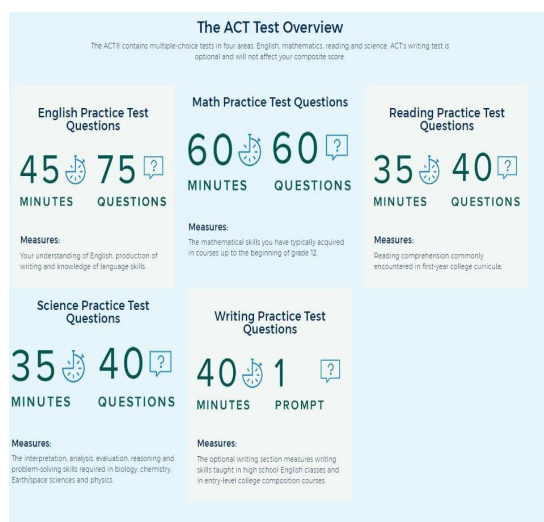 The ACT Test Overview
The ACT® contains multiple-choice tests in four areas: English, mathematics, reading and science. ACT's writing test is
optional and will not affect your composite score.
English Practice Test
Questions
45 75 ?
MINUTES QUESTIONS
Measures:
Your understanding of English, production of
writing and knowledge of language skills.
Math Practice Test Questions
60 60 ?
MINUTES QUESTIONS
Measures:
The mathematical skills you have typically acquired
in courses up to the beginning of grade 12.
Reading Practice Test
Questions
35 40 ?
MINUTES QUESTIONS
Measures:
Reading comprehension commonly
encountered in first-year college curricula.
Science Practice Test
Questions
35 40 ?
MINUTES QUESTIONS
Measures:
The interpretation, analysis, evaluation, reasoning and
problem-solving skills required in biology, chemistry,
Earth/space sciences and physics.
Writing Practice Test
Questions
40 1 ?
MINUTES PROMPT
Measures:
The optional writing section measures writing
skills taught in high school English classes and
in entry-level college composition courses.